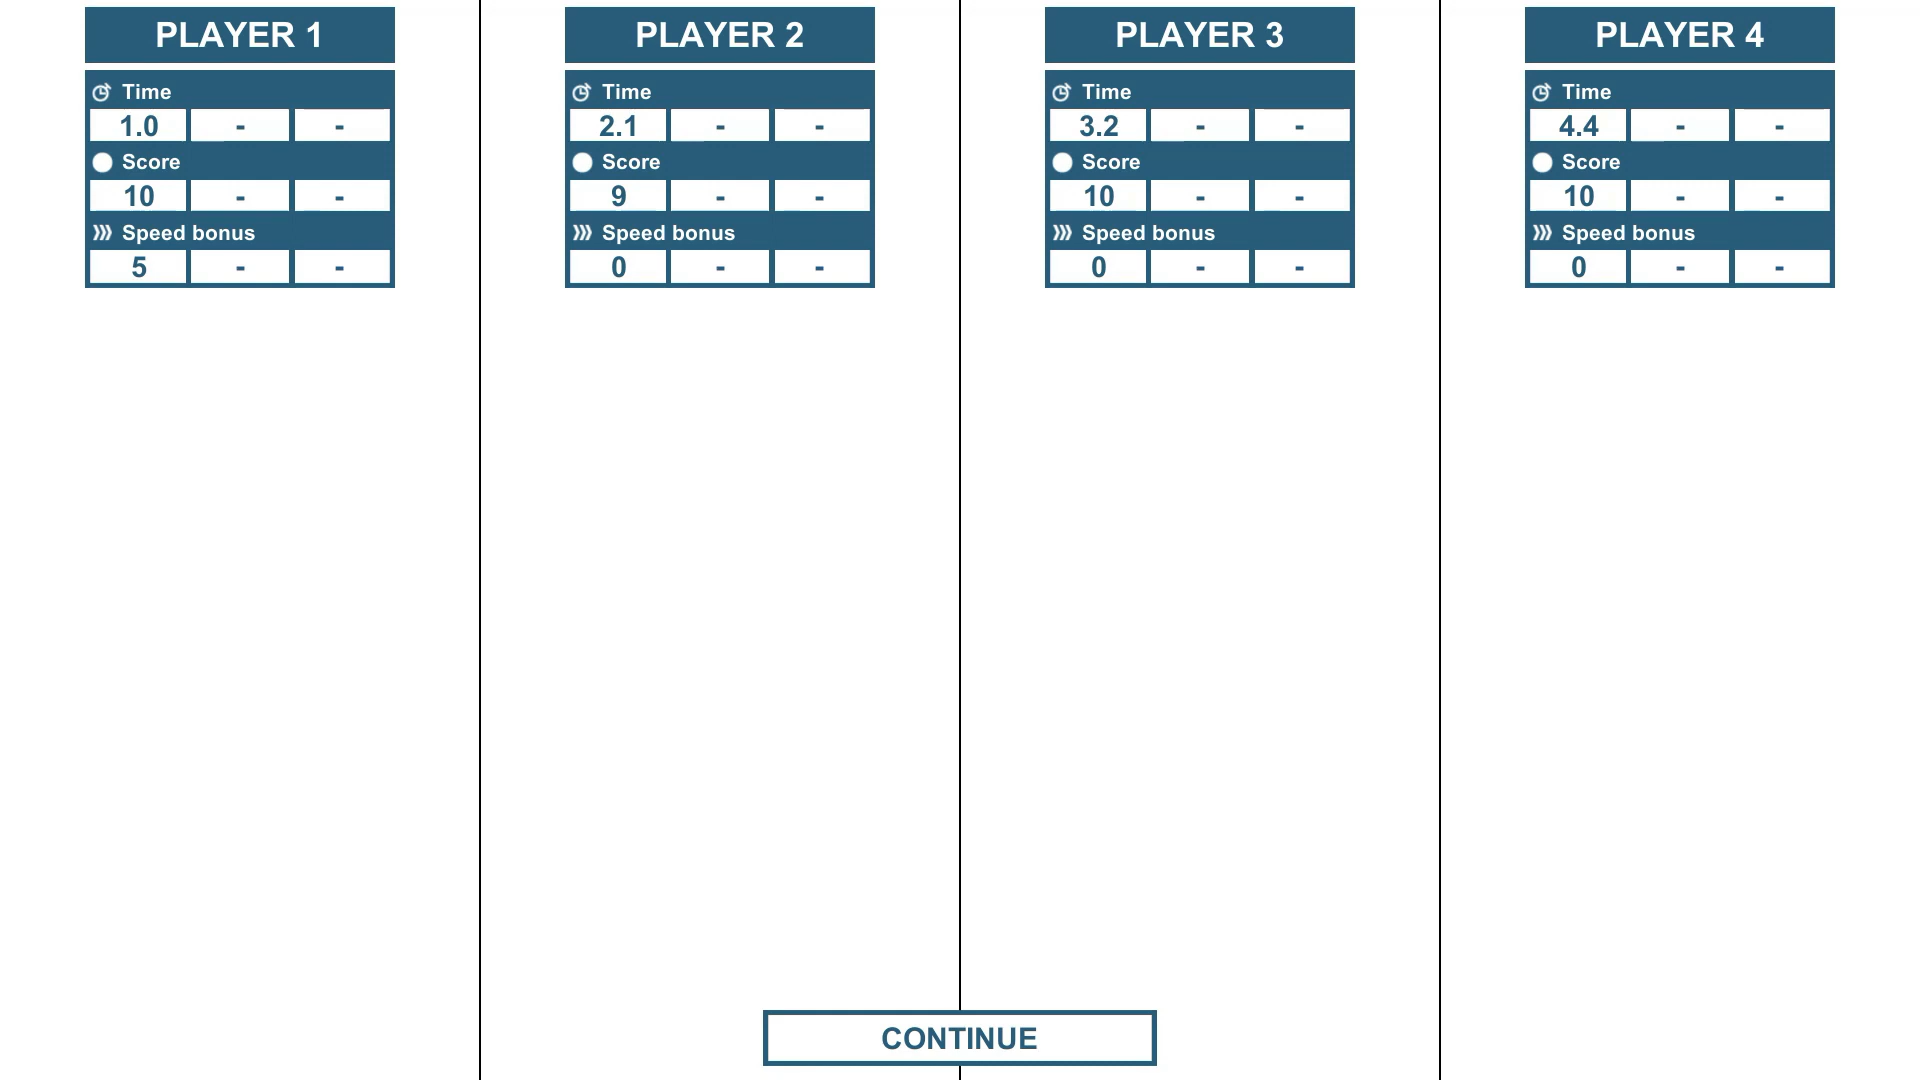 PLAYER 1
Time
1.0 - -
Score
10 - -
Speed bonus
5 - -
PLAYER 2
Time
2.1 - -
Score
9 - -
Speed bonus
0 - -
PLAYER 3
Time
3.2 - -
Score
10 - -
Speed bonus
0 - -
PLAYER 4
Time
4.4 - -
Score
10 - -
Speed bonus
0 - -
CONTINUE